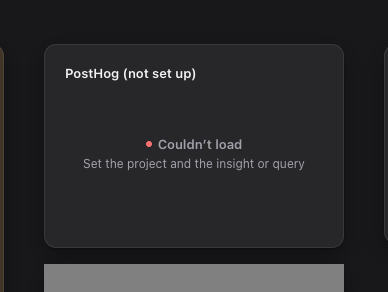 PostHog (not set up)
Couldn’t load
Set the project and the insight or query